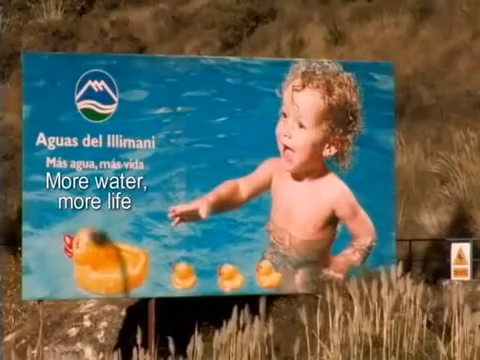 Aguas del Illimani
Más agua, más vida
More water,
more life